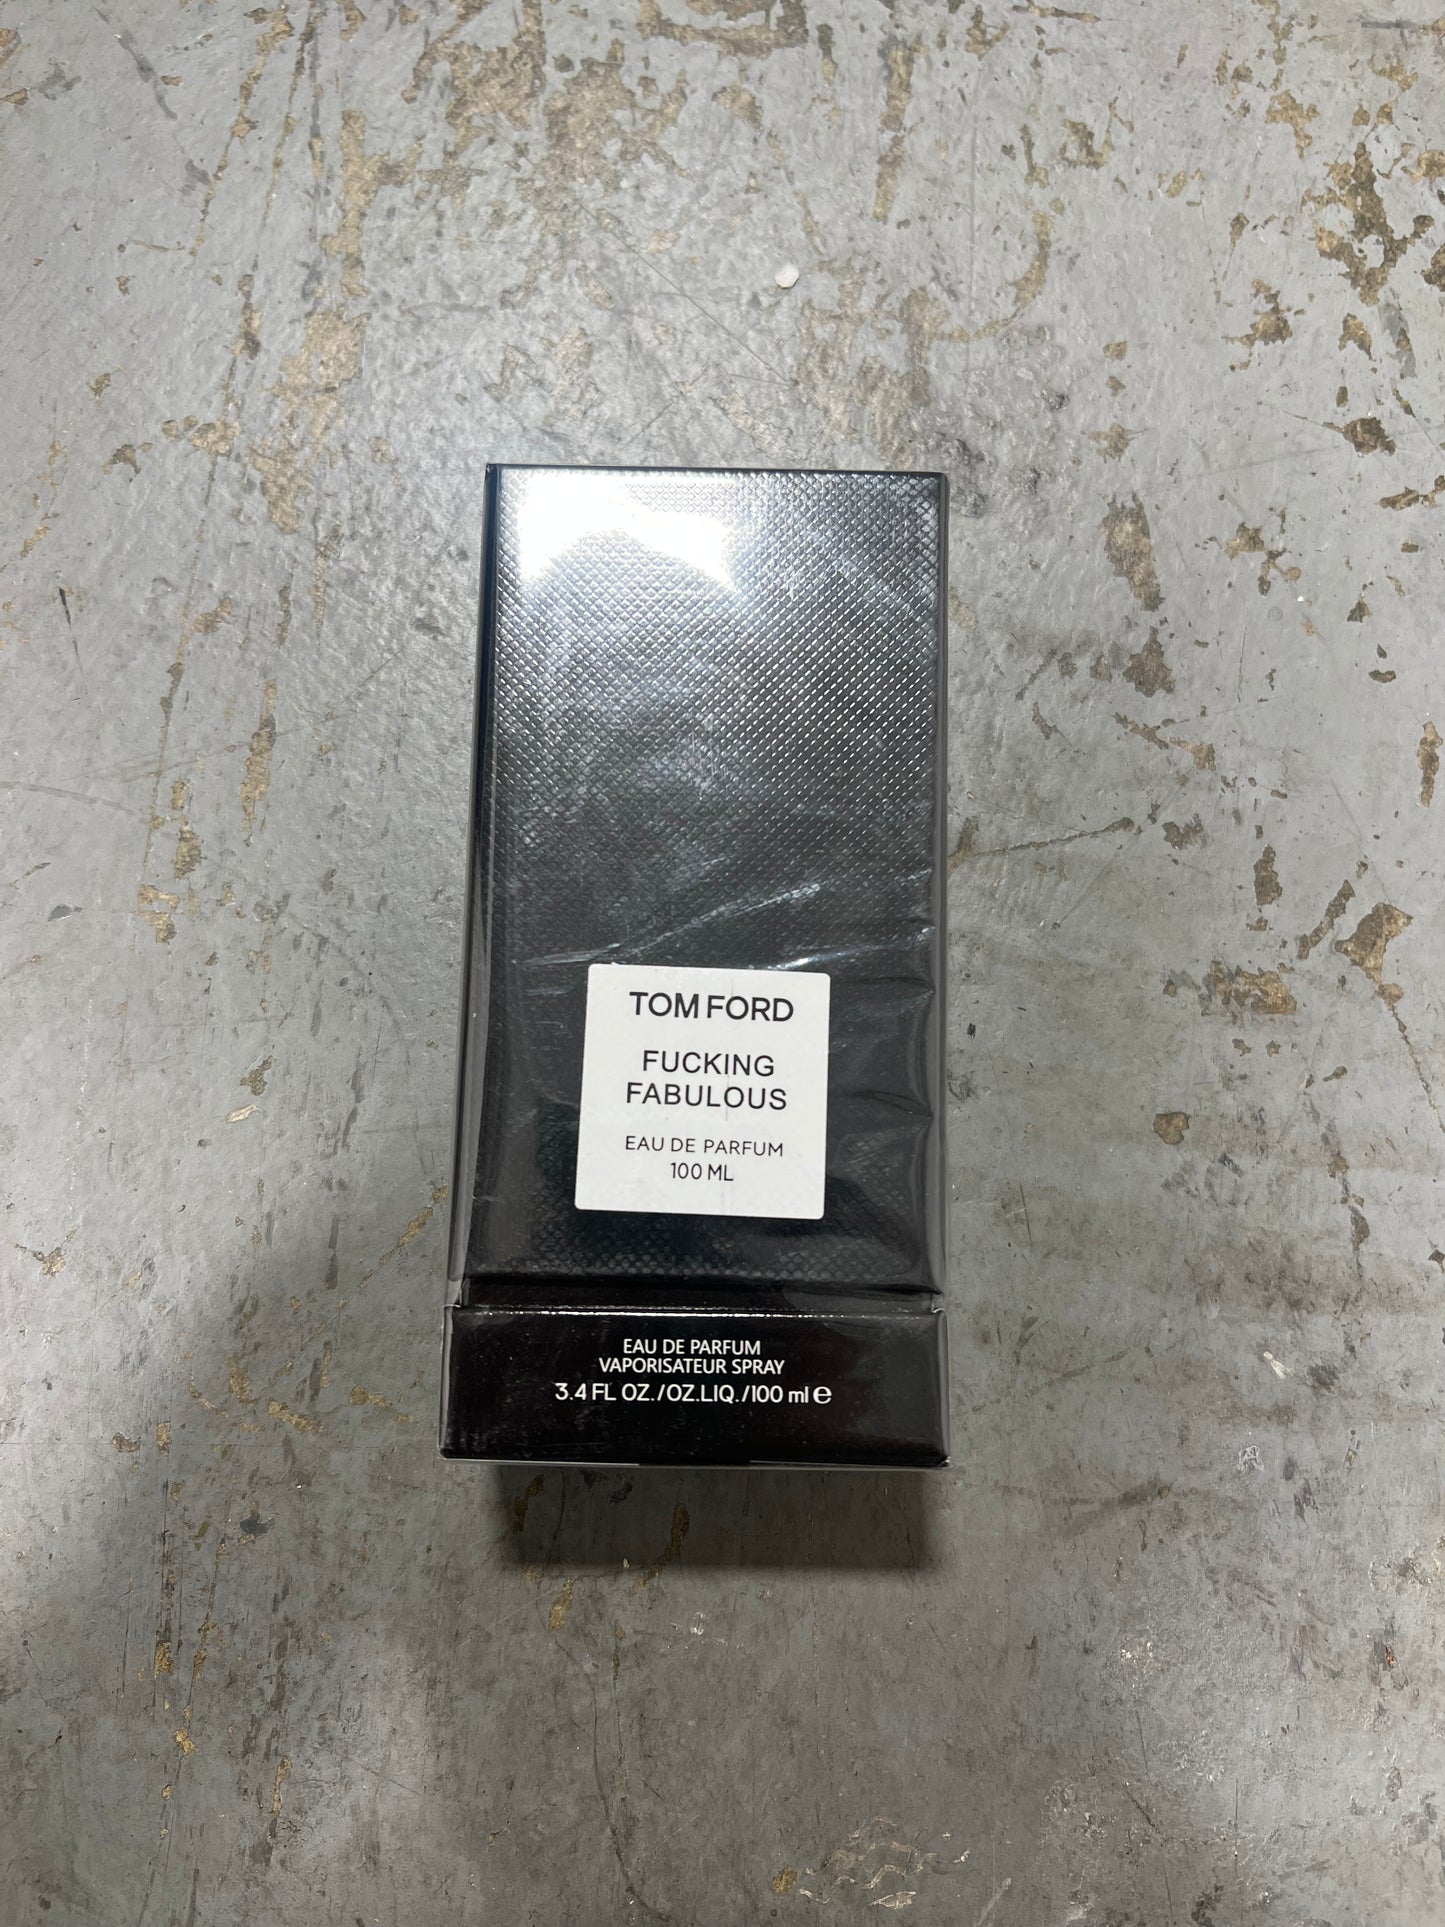 TOM FORD
FUCKING
FABULOUS
EAU DE PARFUM
100 ML
EAU DE PARFUM
VAPORISATEUR SPRAY
3.4 FL OZ./OZ.LIQ./100 ml ℮